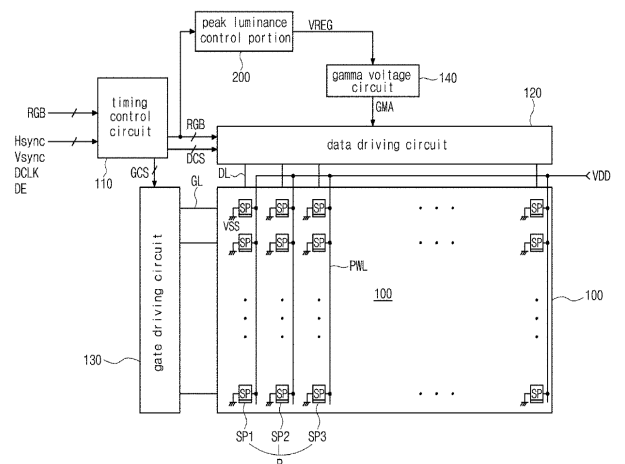 peak luminance
control portion
200
VREG
gamma voltage
circuit
140
GMA
120
timing
control
circuit
110
RGB
Hsync
Vsync
DCLK
DE
RGB
DCS
GCS
data driving circuit
DL
GL
VDD
SP SP SP · · · SP
VSS
SP SP SP · · · SP
PWL
100
100
gate driving circuit
130
SP SP SP · · · SP
SP1 SP2 SP3
P